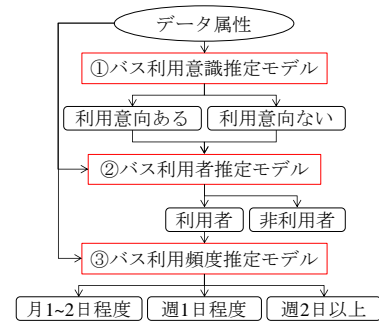 データ属性
①バス利用意識推定モデル
利用意向ある 利用意向ない
②バス利用者推定モデル
利用者 非利用者
③バス利用頻度推定モデル
月1~2日程度 週1日程度 週2日以上